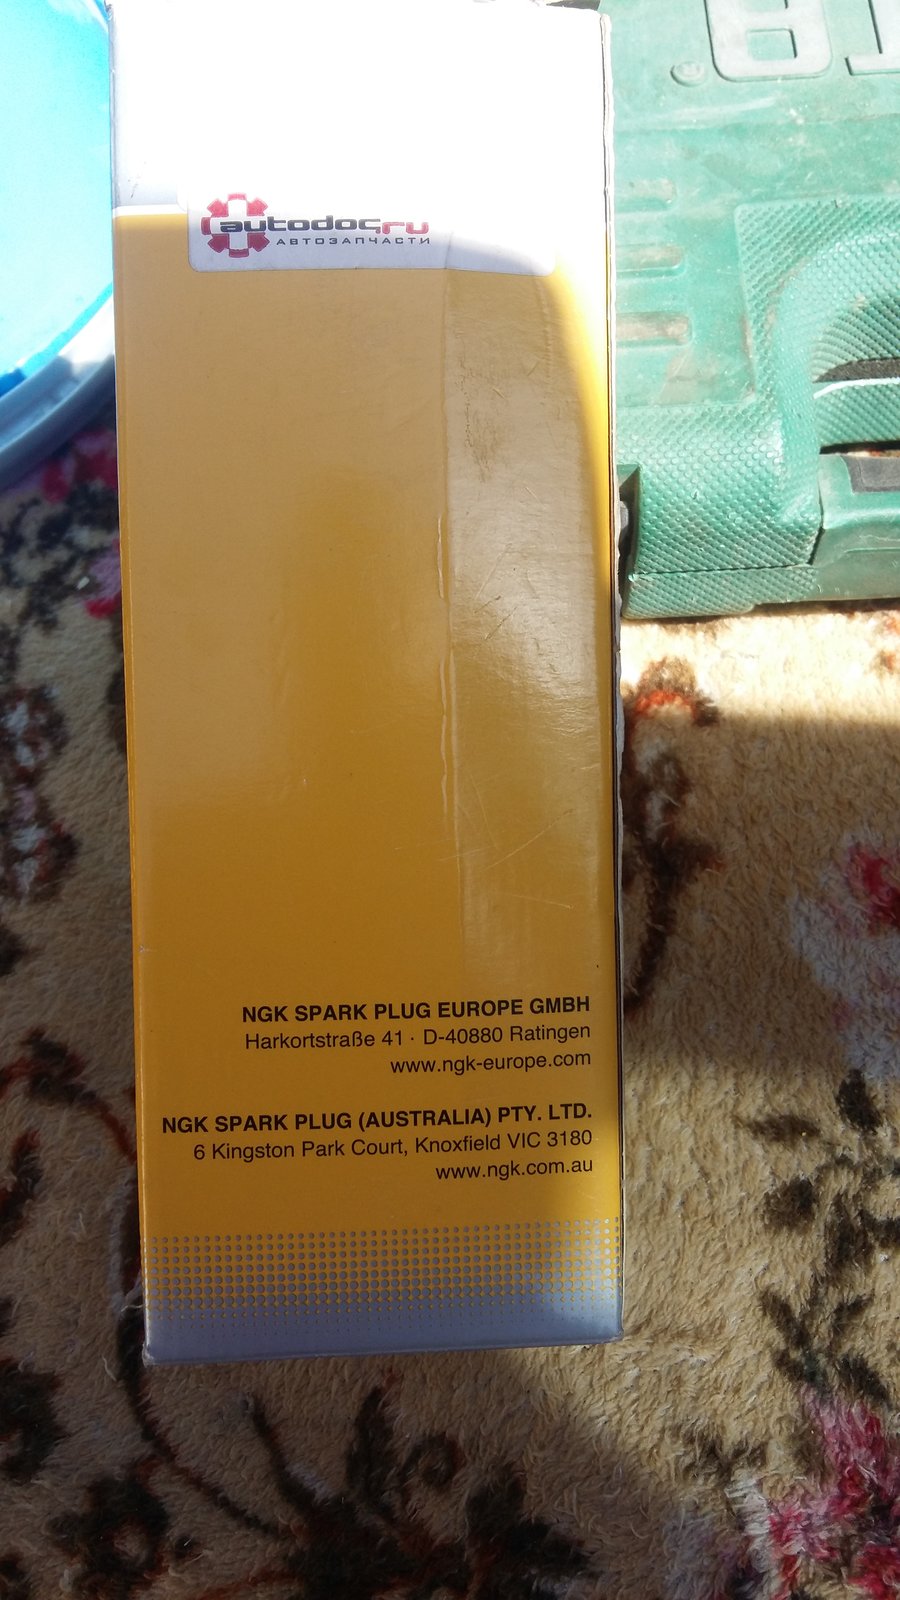 autodoc.ru
АВТОЗАПЧАСТИ
NGK SPARK PLUG EUROPE GMBH
Harkortstraße 41 · D-40880 Ratingen
www.ngk-europe.com
NGK SPARK PLUG (AUSTRALIA) PTY. LTD.
6 Kingston Park Court, Knoxfield VIC 3180
www.ngk.com.au